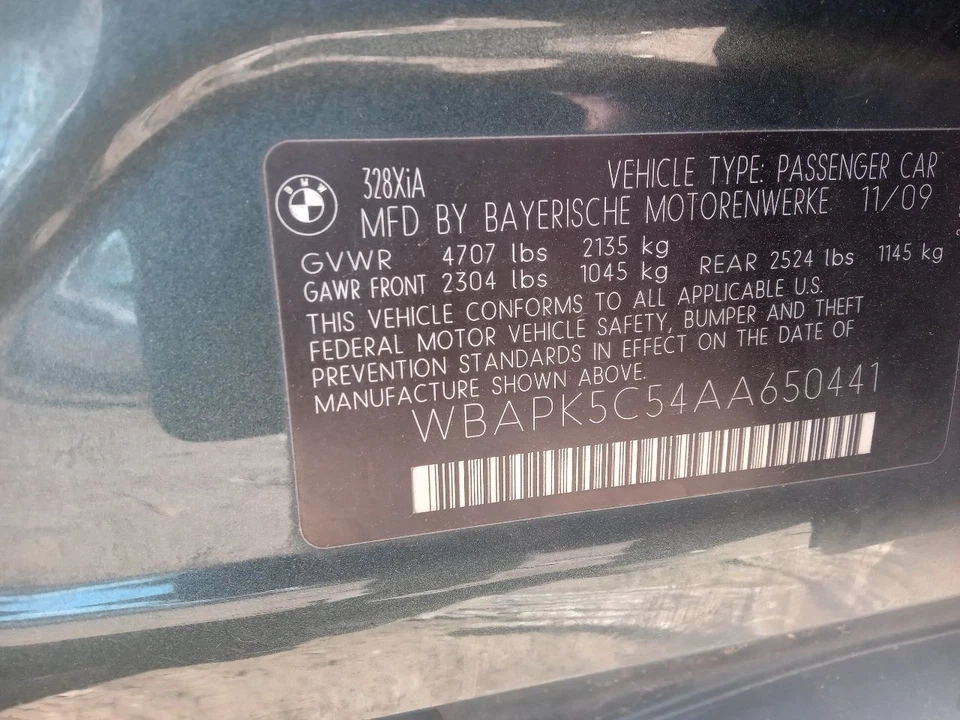 BMW
328XiA
VEHICLE TYPE: PASSENGER CAR
MFD BY BAYERISCHE MOTORENWERKE 11/09
GVWR 4707 lbs 2135 kg
GAWR FRONT 2304 lbs 1045 kg REAR 2524 lbs 1145 kg
THIS VEHICLE CONFORMS TO ALL APPLICABLE U.S.
FEDERAL MOTOR VEHICLE SAFETY, BUMPER AND THEFT
PREVENTION STANDARDS IN EFFECT ON THE DATE OF
MANUFACTURE SHOWN ABOVE.
WBAPK5C54AA650441